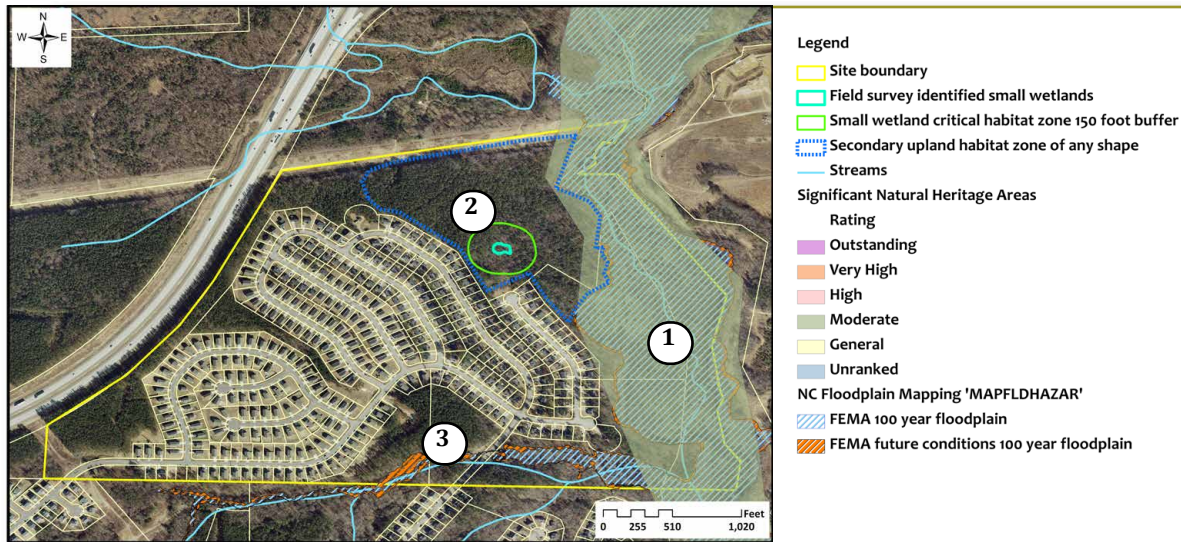 N
W E
S
2
1
3
Feet
0 255 510 1,020
Legend
Site boundary
Field survey identified small wetlands
Small wetland critical habitat zone 150 foot buffer
Secondary upland habitat zone of any shape
Streams
Significant Natural Heritage Areas
Rating
Outstanding
Very High
High
Moderate
General
Unranked
NC Floodplain Mapping 'MAPFLDHAZAR'
FEMA 100 year floodplain
FEMA future conditions 100 year floodplain